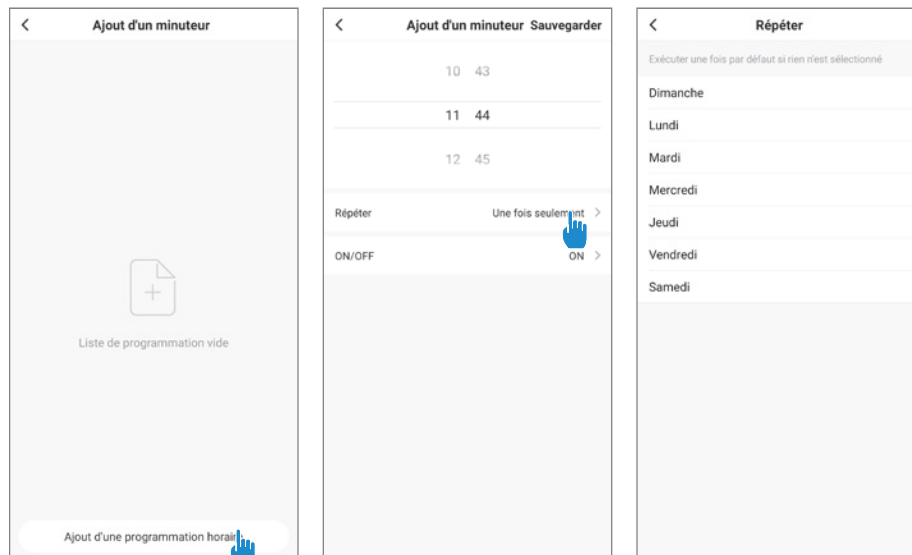 Ajout d'un minuteur
Liste de programmation vide
Ajout d'une programmation horaire
Ajout d'un minuteur Sauvegarder
10 43
11 44
12 45
Répéter Une fois seulement
ON/OFF ON
Répéter
Exécuter une fois par défaut si rien n'est sélectionné
Dimanche
Lundi
Mardi
Mercredi
Jeudi
Vendredi
Samedi